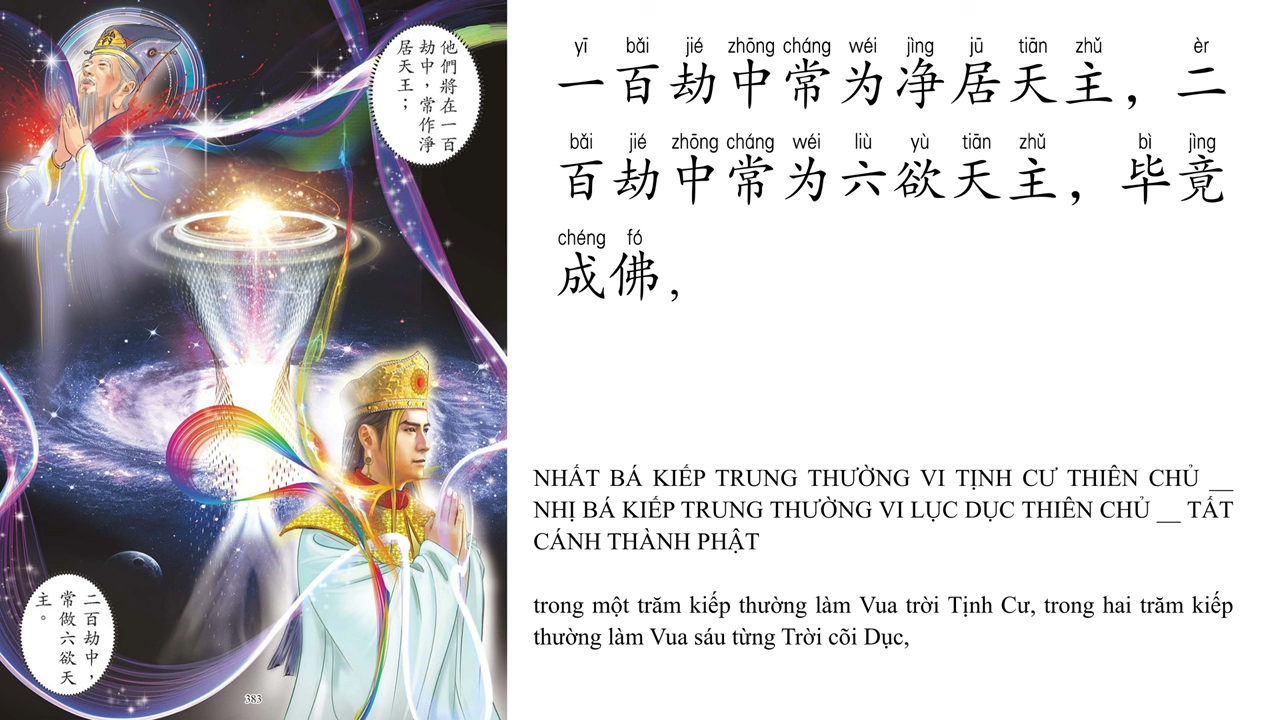 他們將在一百
劫中，常作淨
居天王；
二百劫中，
常做六欲天
主。
383
yī bǎi jié zhōng cháng wéi jìng jū tiān zhǔ èr
一百劫中常为净居天主，二
bǎi jié zhōng cháng wéi liù yù tiān zhǔ bì jìng
百劫中常为六欲天主，毕竟
chéng fó
成佛，
NHẤT BÁ KIẾP TRUNG THƯỜNG VI TỊNH CƯ THIÊN CHỦ __
NHỊ BÁ KIẾP TRUNG THƯỜNG VI LỤC DỤC THIÊN CHỦ __ TẤT
CÁNH THÀNH PHẬT
trong một trăm kiếp thường làm Vua trời Tịnh Cư, trong hai trăm kiếp
thường làm Vua sáu từng Trời cõi Dục,